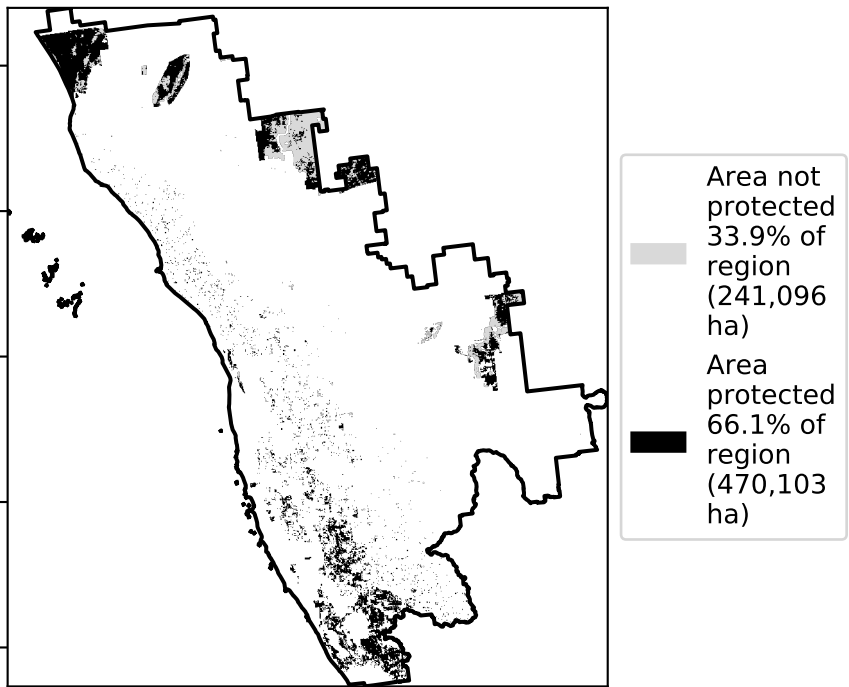 Area not
protected
33.9% of
region
(241,096
ha)
Area
protected
66.1% of
region
(470,103
ha)